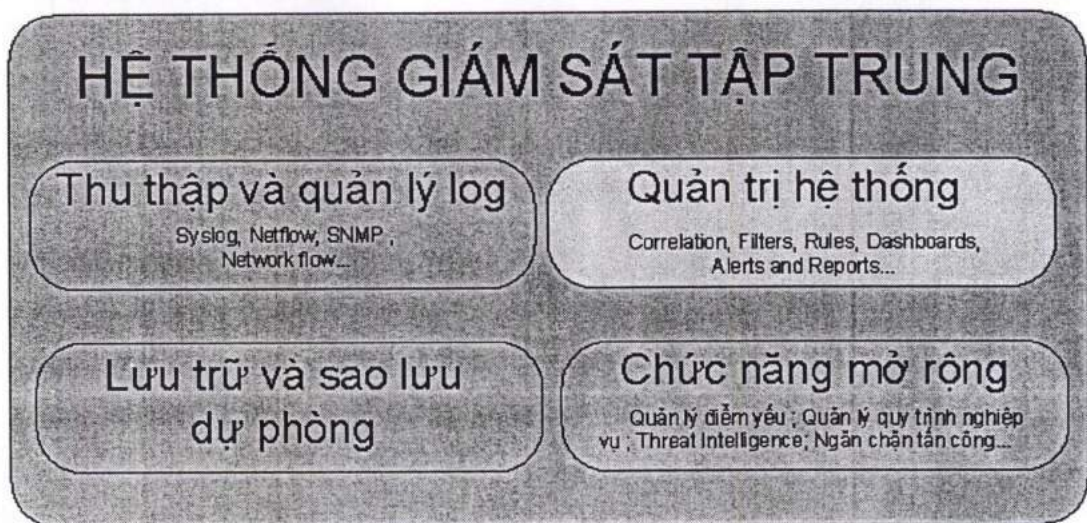 HỆ THỐNG GIÁM SÁT TẬP TRUNG
Thu thập và quản lý log
Syslog, Netflow, SNMP ,
Network flow...
Quản trị hệ thống
Correlation, Filters, Rules, Dashboards,
Alerts and Reports...
Lưu trữ và sao lưu
dự phòng
Chức năng mở rộng
Quản lý điểm yếu ; Quản lý quy trình nghiệp
vụ ; Threat Intelligence; Ngăn chặn tấn công...